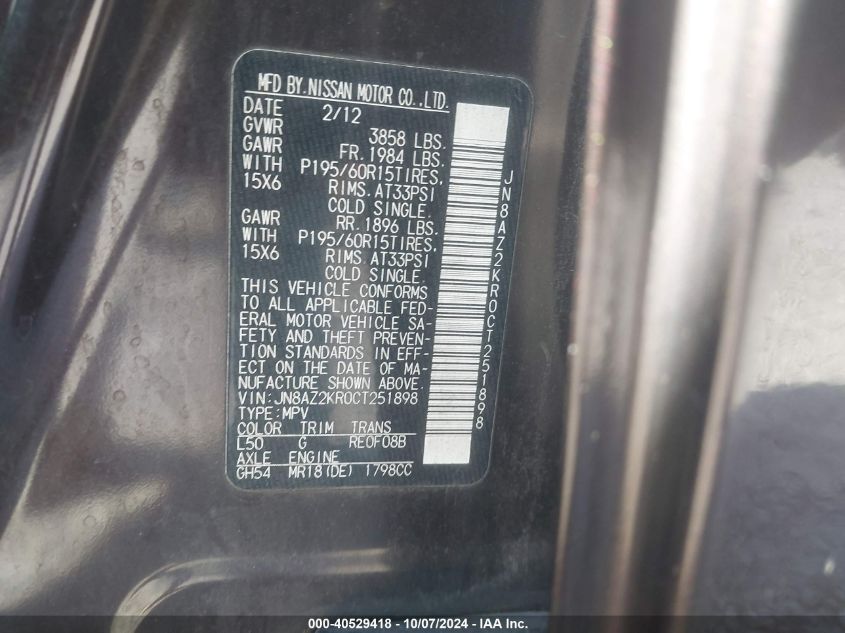 MFD BY.NISSAN MOTOR CO.,LTD.
DATE 2/12
GVWR 3858 LBS.
GAWR FR. 1984 LBS.
WITH P195/60R15TIRES,
15X6 RIMS. AT33PSI
COLD SINGLE.
GAWR RR. 1896 LBS.
WITH P195/60R15TIRES,
15X6 RIMS. AT33PSI
COLD SINGLE.
THIS VEHICLE CONFORMS
TO ALL APPLICABLE FED-
ERAL MOTOR VEHICLE SA-
FETY AND THEFT PREVEN-
TION STANDARDS IN EFF-
ECT ON THE DATE OF MA-
NUFACTURE SHOWN ABOVE.
VIN:JN8AZ2KR0CT251898
TYPE:MPV
COLOR TRIM TRANS
L50 G RE0F08B
AXLE ENGINE
GH54 MR18(DE) 1798CC
JN8AZ2KR0CT251898
000-40529418 - 10/07/2024 - IAA Inc.